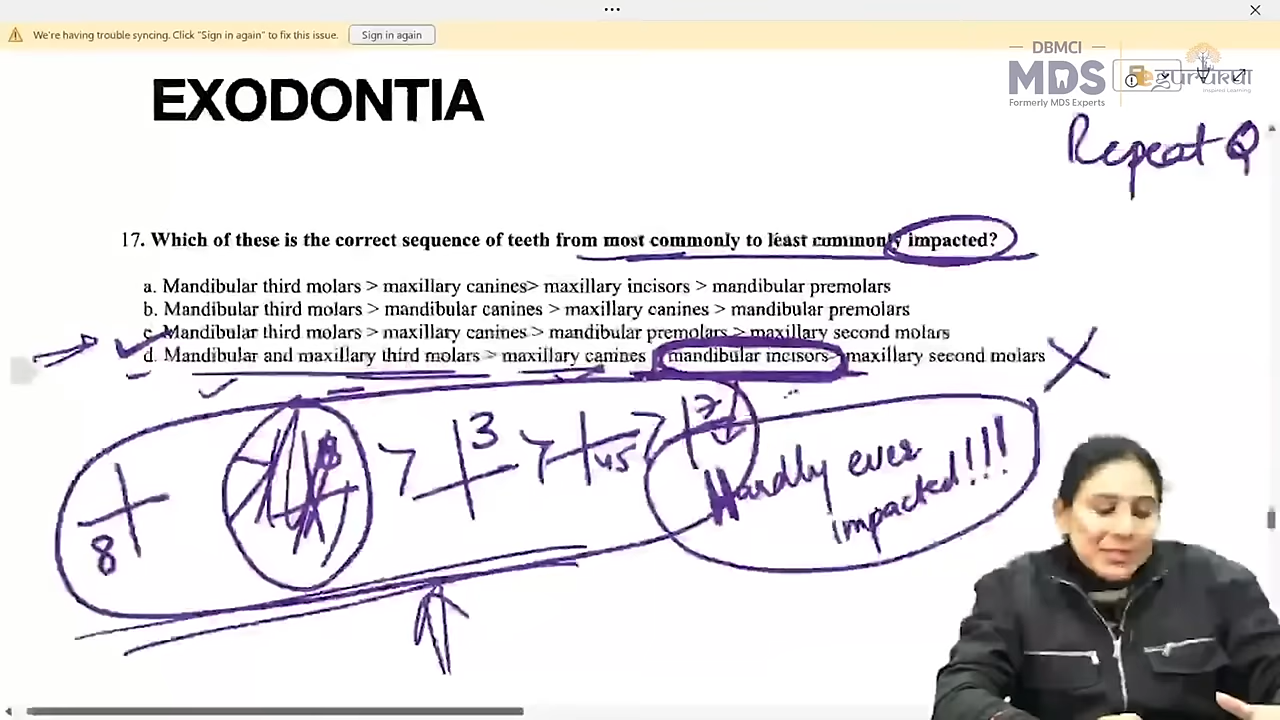 We're having trouble syncing. Click "Sign in again" to fix this issue. Sign in again
DBMCI
MDS
Formerly MDS Experts
eGurukul
Inspired Learning
EXODONTIA
Repeat Q
17. Which of these is the correct sequence of teeth from most commonly to least commonly impacted?
a. Mandibular third molars > maxillary canines> maxillary incisors > mandibular premolars
b. Mandibular third molars > mandibular canines > maxillary canines > mandibular premolars
c. Mandibular third molars > maxillary canines > mandibular premolars > maxillary second molars
d. Mandibular and maxillary third molars > maxillary canines > mandibular incisors> maxillary second molars
8 > 3 > 45 > 7
Hardly ever
impacted!!!